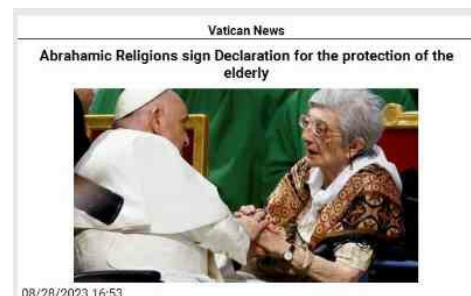 Vatican News
Abrahamic Religions sign Declaration for the protection of the
elderly
08/28/2023 16:53